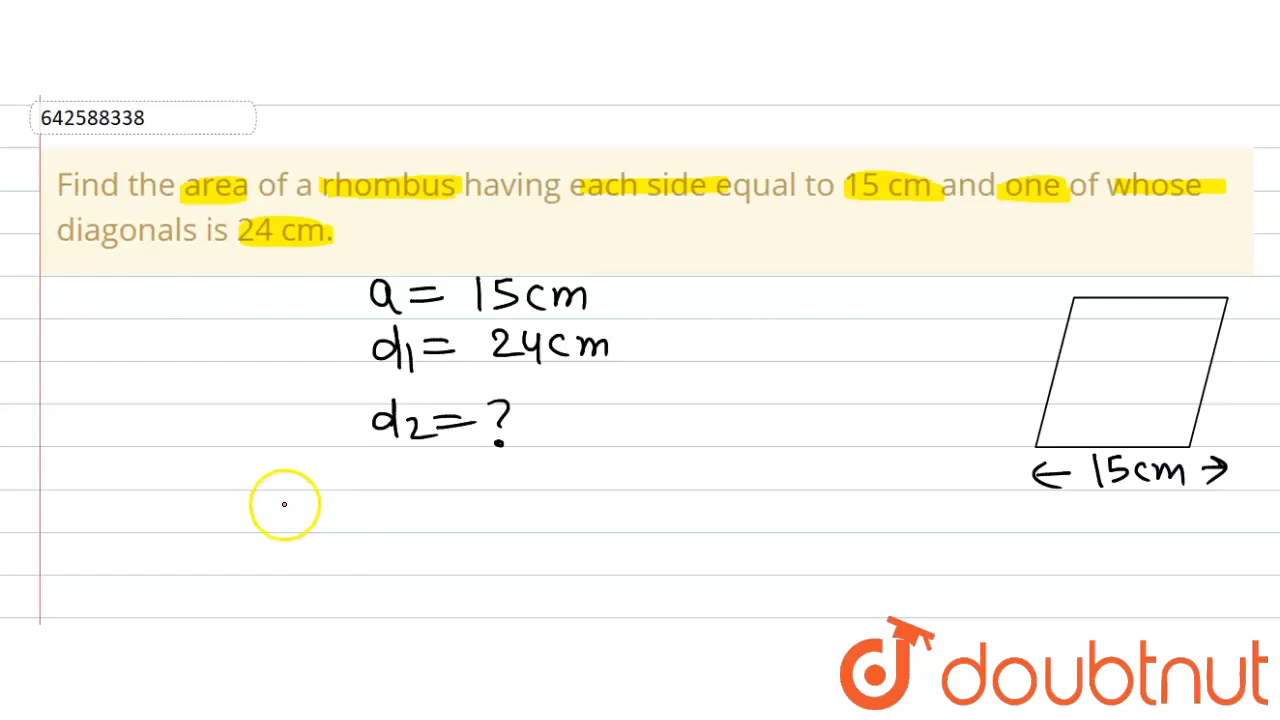 642588338
Find the area of a rhombus having each side equal to 15 cm and one of whose
diagonals is 24 cm.
a = 15cm
d1 = 24cm
d2 = ?
← 15cm →
doubtnut